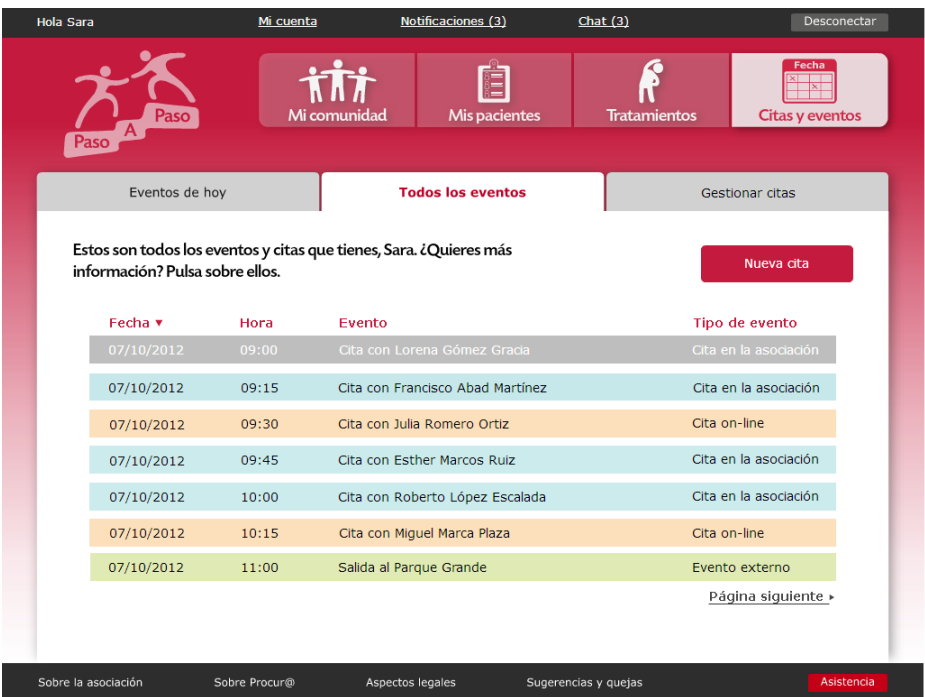 Hola Sara Mi cuenta Notificaciones (3) Chat (3) Desconectar
Paso A Paso
Mi comunidad Mis pacientes Tratamientos Fecha Citas y eventos
Eventos de hoy Todos los eventos Gestionar citas
Estos son todos los eventos y citas que tienes, Sara. ¿Quieres más
información? Pulsa sobre ellos.
Nueva cita
Fecha ▼ Hora Evento Tipo de evento
07/10/2012 09:00 Cita con Lorena Gómez Gracia Cita en la asociación
07/10/2012 09:15 Cita con Francisco Abad Martínez Cita en la asociación
07/10/2012 09:30 Cita con Julia Romero Ortiz Cita on-line
07/10/2012 09:45 Cita con Esther Marcos Ruiz Cita en la asociación
07/10/2012 10:00 Cita con Roberto López Escalada Cita en la asociación
07/10/2012 10:15 Cita con Miguel Marca Plaza Cita on-line
07/10/2012 11:00 Salida al Parque Grande Evento externo
Página siguiente ▸
Sobre la asociación Sobre Procur@ Aspectos legales Sugerencias y quejas Asistencia